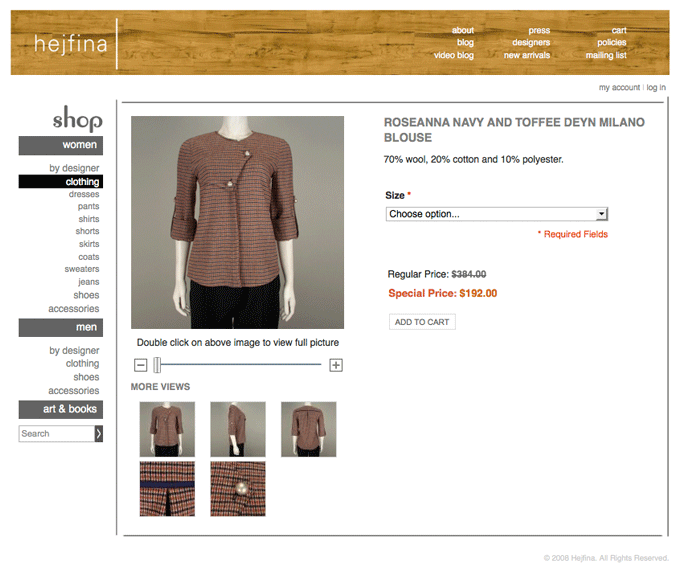 hejfina
about
press
cart
blog
designers
policies
video blog
new arrivals
mailing list
my account | log in
shop
women
by designer
clothing
dresses
pants
shirts
shorts
skirts
coats
sweaters
jeans
shoes
accessories
men
by designer
clothing
shoes
accessories
art & books
Search
Double click on above image to view full picture
MORE VIEWS
ROSEANNA NAVY AND TOFFEE DEYN MILANO
BLOUSE
70% wool, 20% cotton and 10% polyester.
Size *
Choose option...
* Required Fields
Regular Price: $384.00
Special Price: $192.00
ADD TO CART
© 2008 Hejfina. All Rights Reserved.